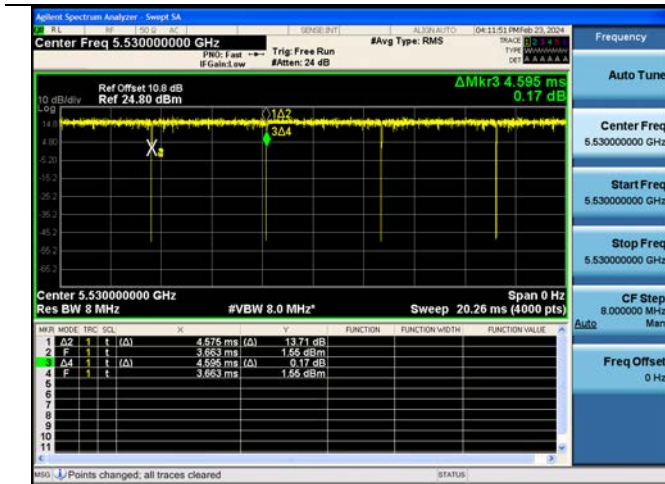 Agilent Spectrum Analyzer - Swept SA
RL RF 50 Ω AC SENSE:INT ALIGN AUTO 04:11:51 PM Feb 23, 2024
Center Freq 5.530000000 GHz #Avg Type: RMS TRACE 1 2 3 4 5 6
PNO: Fast Trig: Free Run TYPE
IFGain:Low #Atten: 24 dB DET A A A A A A
Frequency
Auto Tune
Center Freq
5.530000000 GHz
Start Freq
5.530000000 GHz
Stop Freq
5.530000000 GHz
CF Step
8.000000 MHz
Auto Man
Freq Offset
0 Hz
ΔMkr3 4.595 ms
0.17 dB
Ref Offset 10.8 dB
10 dB/div Ref 24.80 dBm
Log
14.8
4.80
-5.20
-15.2
-25.2
-35.2
-45.2
-55.2
-65.2
1Δ2
3Δ4
Center 5.530000000 GHz Span 0 Hz
Res BW 8 MHz #VBW 8.0 MHz* Sweep 20.26 ms (4000 pts)
MKR MODE TRC SCL X Y FUNCTION FUNCTION WIDTH FUNCTION VALUE
1 Δ2 1 t (Δ) 4.575 ms (Δ) 13.71 dB
2 F 1 t 3.663 ms 1.55 dBm
3 Δ4 1 t (Δ) 4.595 ms (Δ) 0.17 dB
4 F 1 t 3.663 ms 1.55 dBm
5
6
7
8
9
10
11
MSG Points changed; all traces cleared STATUS